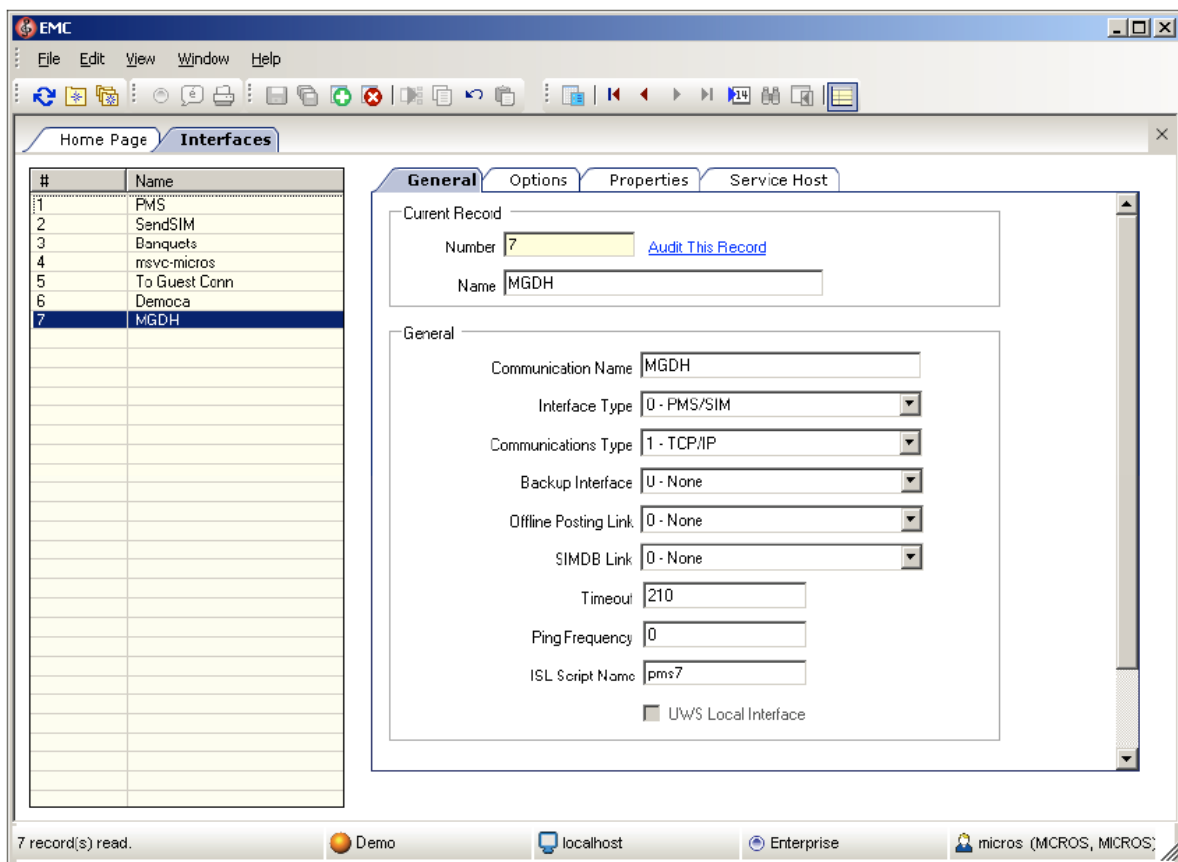 EMC
File Edit View Window Help
14
Home Page Interfaces
# Name
1 PMS
2 SendSIM
3 Banquets
4 msvc-micros
5 To Guest Conn
6 Democa
7 MGDH
General Options Properties Service Host
Current Record
Number 7 Audit This Record
Name MGDH
General
Communication Name MGDH
Interface Type 0 - PMS/SIM
Communications Type 1 - TCP/IP
Backup Interface 0 - None
Offline Posting Link 0 - None
SIMDB Link 0 - None
Timeout 210
Ping Frequency 0
ISL Script Name pms7
UWS Local Interface
7 record(s) read. Demo localhost Enterprise micros (MCROS, MICROS)